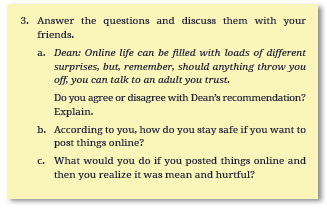 3. Answer the questions and discuss them with your
friends.
a. Dean: Online life can be filled with loads of different
surprises, but, remember, should anything throw you
off, you can talk to an adult you trust.
Do you agree or disagree with Dean's recommendation?
Explain.
b. According to you, how do you stay safe if you want to
post things online?
c. What would you do if you posted things online and
then you realize it was mean and hurtful?